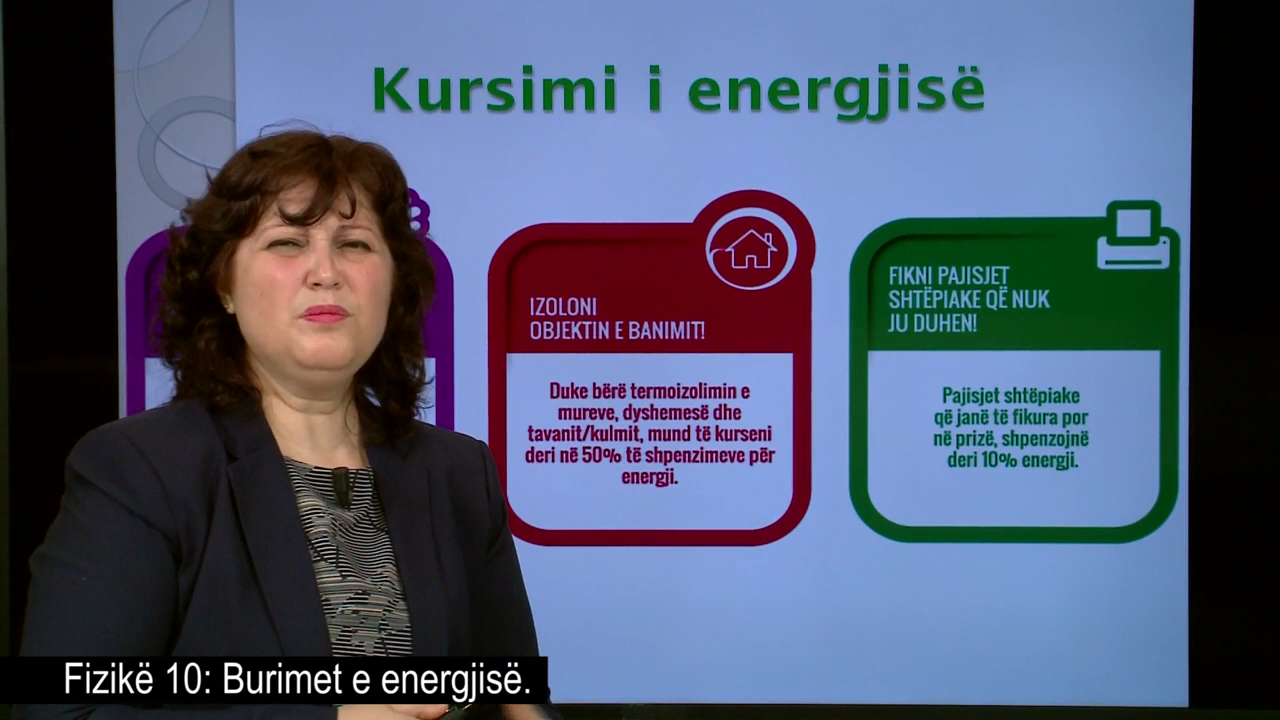 Kursimi i energjisë
IZOLONI
OBJEKTIN E BANIMIT!
Duke bërë termoizolimin e
mureve, dyshemesë dhe
tavanit/kulmit, mund të kurseni
deri në 50% të shpenzimeve për
energji.
FIKNI PAJISJET
SHTËPIAKE QË NUK
JU DUHEN!
Pajisjet shtëpiake
që janë të fikura por
në prizë, shpenzojnë
deri 10% energji.
Fizikë 10: Burimet e energjisë.